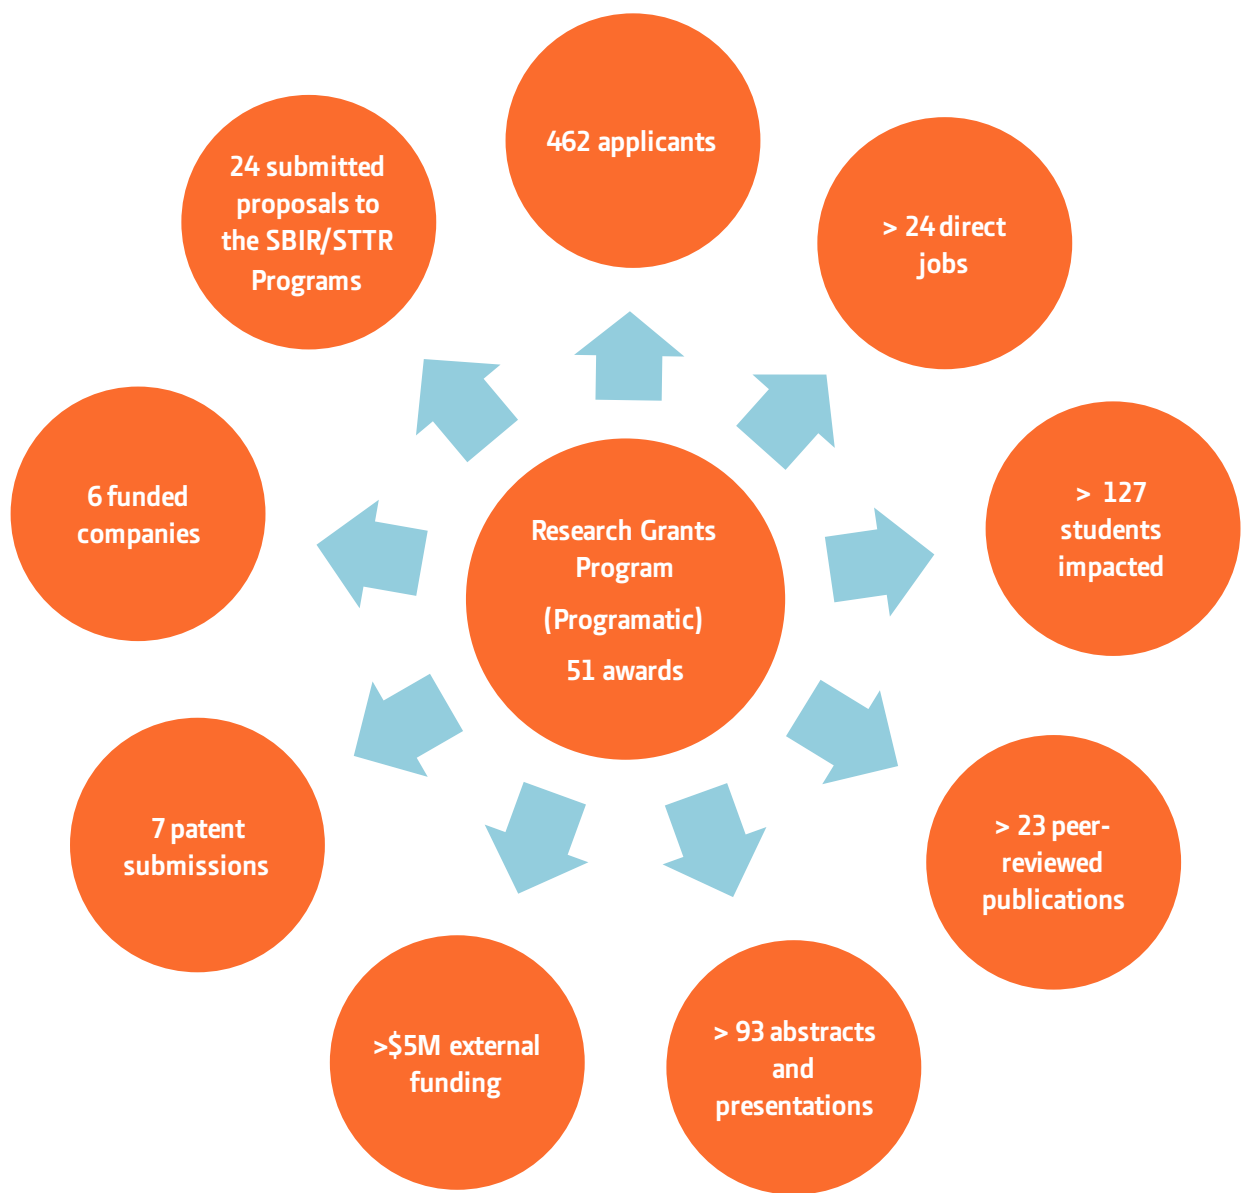 462 applicants
24 submitted
proposals to
the SBIR/STTR
Programs
> 24 direct
jobs
6 funded
companies
Research Grants
Program
(Programatic)
51 awards
> 127
students
impacted
7 patent
submissions
> 23 peer-
reviewed
publications
>$5M external
funding
> 93 abstracts
and
presentations